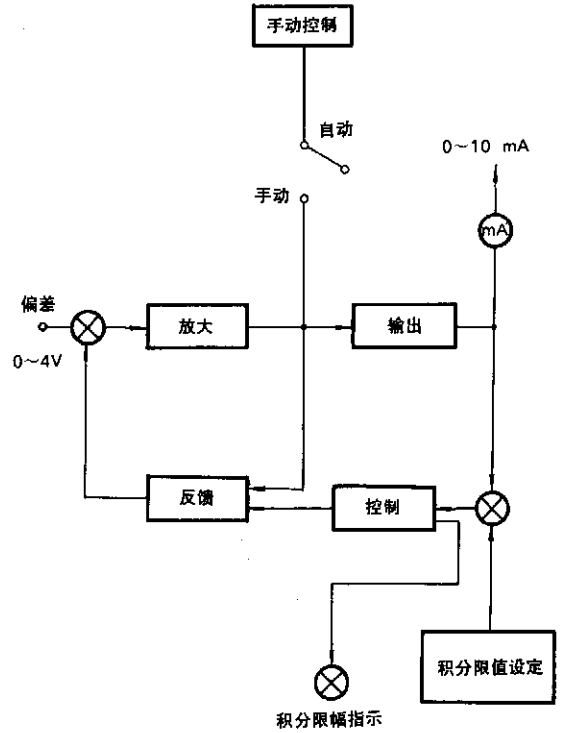 手动控制
自动
0～10 mA
手动
mA
偏差
放大
输出
0～4V
反馈
控制
积分限值设定
积分限幅指示